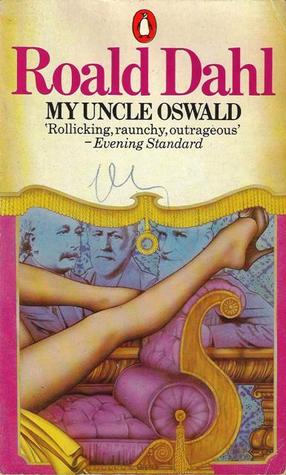 Roald Dahl
MY UNCLE OSWALD
'Rollicking, raunchy, outrageous'
– Evening Standard